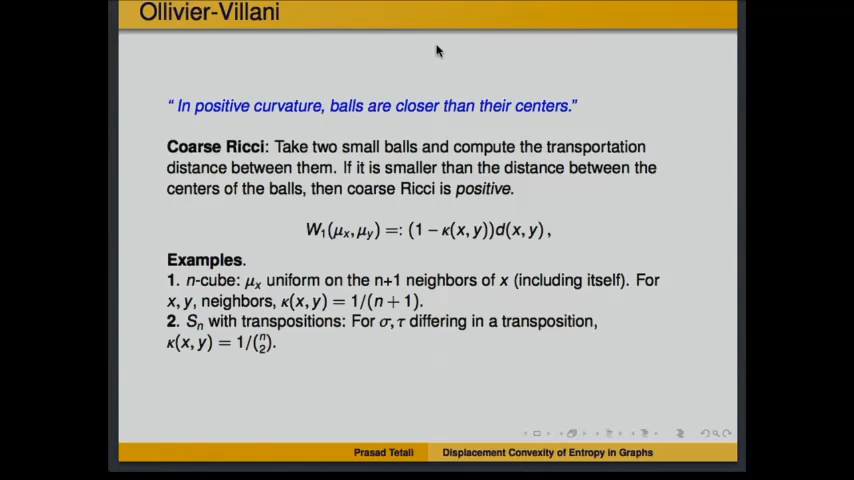 Ollivier-Villani
“ In positive curvature, balls are closer than their centers.”
Coarse Ricci: Take two small balls and compute the transportation
distance between them. If it is smaller than the distance between the
centers of the balls, then coarse Ricci is positive.
W₁(μₓ, μᵧ) =: (1 − κ(x, y))d(x, y) ,
Examples.
1. n-cube: μₓ uniform on the n+1 neighbors of x (including itself). For
x, y, neighbors, κ(x, y) = 1/(n + 1).
2. Sₙ with transpositions: For σ, τ differing in a transposition,
κ(x, y) = 1/(n 2).
Prasad Tetali Displacement Convexity of Entropy in Graphs